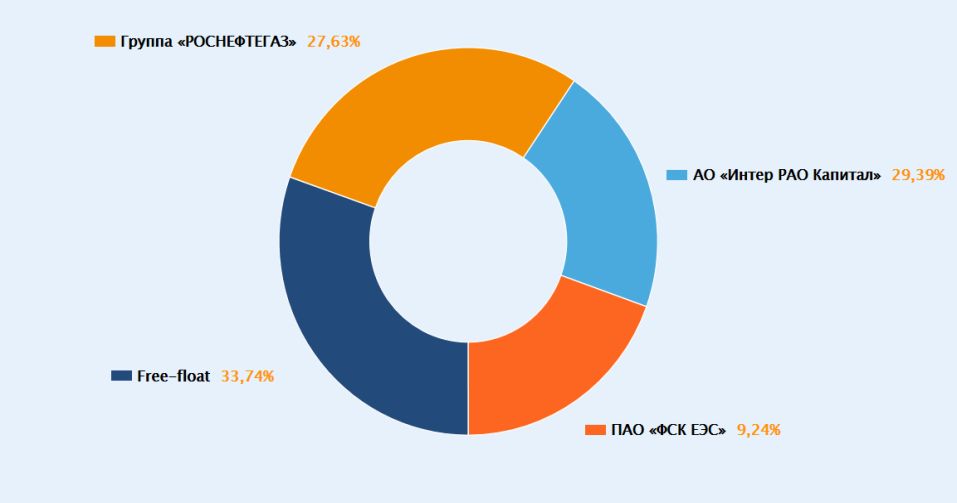 Группа «РОСНЕФТЕГАЗ» 27,63%
АО «Интер РАО Капитал» 29,39%
Free-float 33,74%
ПАО «ФСК ЕЭС» 9,24%